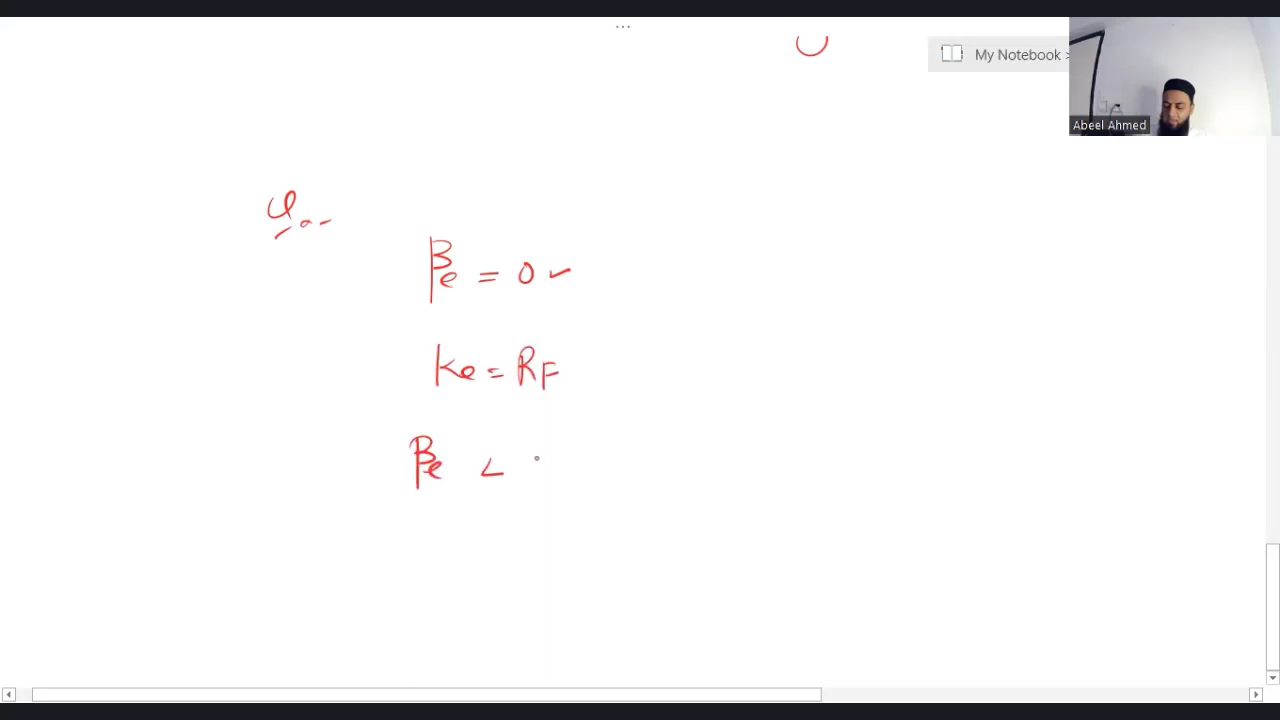 My Notebook >
Abeel Ahmed
βe = 0 ✓
Ke = RF
βe <